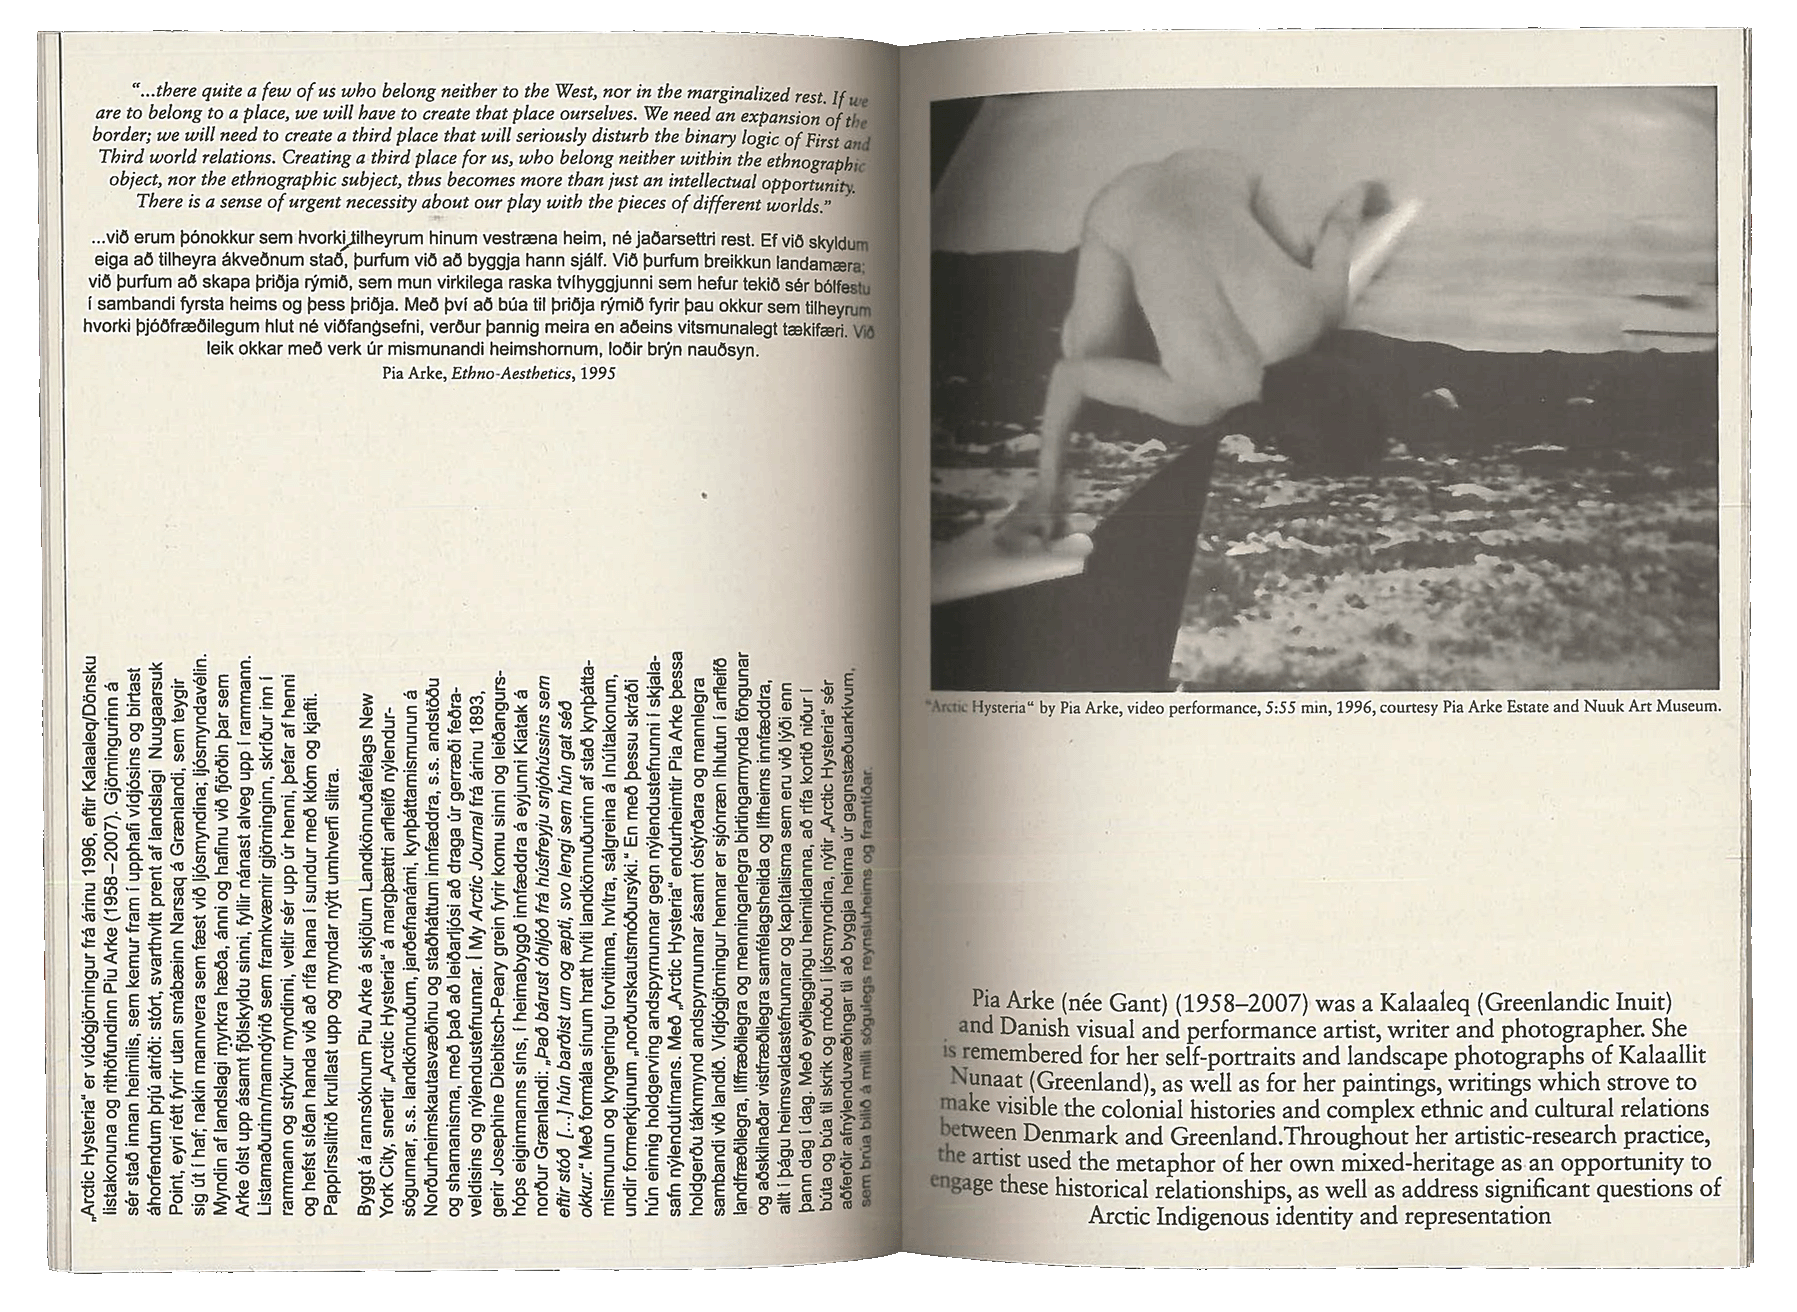 “...there quite a few of us who belong neither to the West, nor in the marginalized rest. If we
are to belong to a place, we will have to create that place ourselves. We need an expansion of the
border; we will need to create a third place that will seriously disturb the binary logic of First and
Third world relations. Creating a third place for us, who belong neither within the ethnographic
object, nor the ethnographic subject, thus becomes more than just an intellectual opportunity.
There is a sense of urgent necessity about our play with the pieces of different worlds.”
...við erum þónokkur sem hvorki tilheyrum hinum vestræna heim, né jaðarsettri rest. Ef við skyldum
eiga að tilheyra ákveðnum stað, þurfum við að byggja hann sjálf. Við þurfum breikkun landamæra;
við þurfum að skapa þriðja rýmið, sem mun virkilega raska tvíhyggjunni sem hefur tekið sér bólfestu
í sambandi fyrsta heims og þess þriðja. Með því að búa til þriðja rýmið fyrir þau okkur sem tilheyrum
hvorki þjóðfræðilegum hlut né viðfangsefni, verður þannig meira en aðeins vitsmunalegt tækifæri. Við
leik okkar með verk úr mismunandi heimshornum, loðir brýn nauðsyn.
Pia Arke, Ethno-Aesthetics, 1995
„Arctic Hysteria“ er vídógjörningur frá árinu 1996, eftir Kalaaleq/Dönsku
listakonuna og rithöfundinn Piu Arke (1958–2007). Gjörningurinn á
sér stað innan heimilis, sem kemur fram í upphafi vídjósins og birtast
áhorfendum þrjú atriði: stórt, svarthvítt prent af landslagi Nuugaarsuk
Point, eyri rétt fyrir utan smábæinn Narsaq á Grænlandi, sem teygir
sig út í haf; nakin mannvera sem fæst við ljósmyndina; ljósmyndavélin.
Myndin af landslagi myrkra hæða, ánni og hafinu við fjörðin þar sem
Arke ólst upp ásamt fjölskyldu sinni, fyllir nánast alveg upp í rammann.
Listamaðurinn/manndýrið sem framkvæmir gjörninginn, skríður inn í
rammann og strýkur myndinni, veltir sér upp úr henni, þefar af henni
og hefst síðan handa við að rífa hana í sundur með klóm og kjafti.
Pappírsslitrið krullast upp og myndar nýtt umhverfi slitra.
Byggt á rannsóknum Piu Arke á skjölum Landkönnuðafélags New
York City, snertir „Arctic Hysteria“ á margþættri arfleifð nýlendur-
sögunnar, s.s. landkönnuðum, jarðefnanámi, kynþáttamismunun á
Norðurheimskautasvæðinu og staðháttum innfæddra, s.s. andstöðu
og shamanisma, með það að leiðarljósi að draga úr gerræði feðra-
veldisins og nýlendustefnunnar. Í My Arctic Journal frá árinu 1893,
gerir Josephine Diebitsch-Peary grein fyrir komu sinni og leiðangurs-
hóps eiginmanns síns, í heimabyggð innfæddra á eyjunni Kiatak á
norður Grænlandi: „það bárust óhljóð frá húsfreyju snjóhússins sem
eftir stóð [...] hún barðist um og æpti, svo lengi sem hún gat séð
okkur.“ Með formála sínum hratt hvíti landkönnuðurinn af stað kynþátta-
mismunun og kyngeringu forvitinna, hvítra, sálgreina á Inúítakonum,
undir formerkjunum „norðurskautsmóðursýki.“ En með þessu skráði
hún einnig holdgerving andspyrnunnar gegn nýlendustefnunni í skjala-
safn nýlendutímans. Með „Arctic Hysteria“ endurheimtir Pia Arke þessa
holdgerðu táknmynd andspyrnunnar ásamt óstýrðara og mannlegra
sambandi við landið. Vídjógjörningur hennar er sjónræn íhlutun í arfleifð
landfræðilegra, líffræðilegra og menningarlegra birtingarmynda föngunar
og aðskilnaðar vistfræðilegra samfélagsheilda og lífheims innfæddra,
allt í þágu heimsvaldastefnunnar og kapítalisma sem eru við lýði enn
þann dag í dag. Með eyðileggingu heimildanna, að rífa kortið niður í
búta og búa til skrik og móðu í ljósmyndina, nýtir „Arctic Hysteria“ sér
aðferðir afnýlenduvæðingar til að byggja heima úr gagnstæðuarkívum,
sem brúa bilið á milli sögulegs reynsluheims og framtíðar.
“Arctic Hysteria“ by Pia Arke, video performance, 5:55 min, 1996, courtesy Pia Arke Estate and Nuuk Art Museum.
Pia Arke (née Gant) (1958–2007) was a Kalaaleq (Greenlandic Inuit)
and Danish visual and performance artist, writer and photographer. She
is remembered for her self-portraits and landscape photographs of Kalaallit
Nunaat (Greenland), as well as for her paintings, writings which strove to
make visible the colonial histories and complex ethnic and cultural relations
between Denmark and Greenland.Throughout her artistic-research practice,
the artist used the metaphor of her own mixed-heritage as an opportunity to
engage these historical relationships, as well as address significant questions of
Arctic Indigenous identity and representation